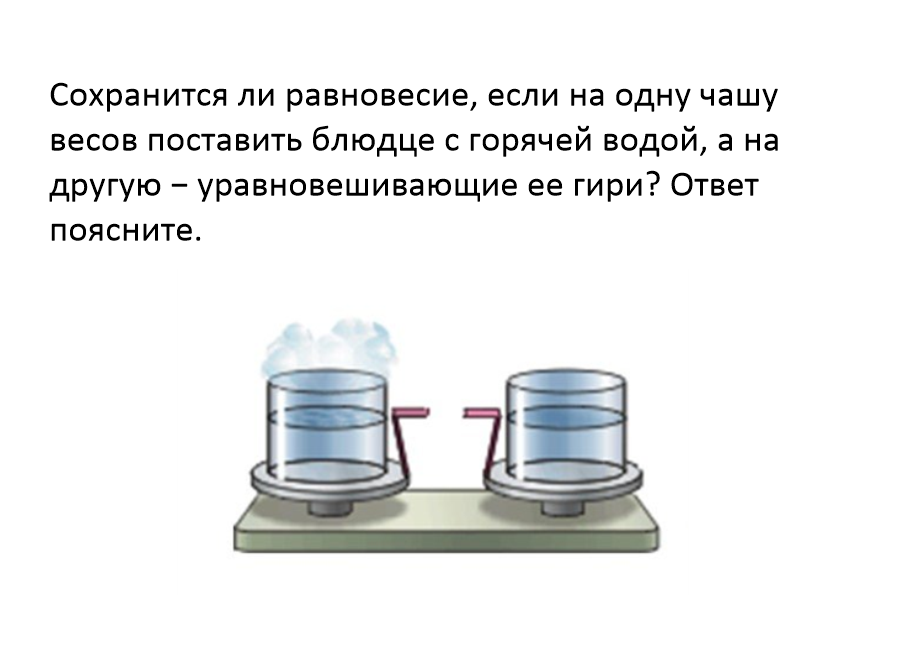 Сохранится ли равновесие, если на одну чашу
весов поставить блюдце с горячей водой, а на
другую – уравновешивающие ее гири? Ответ
поясните.